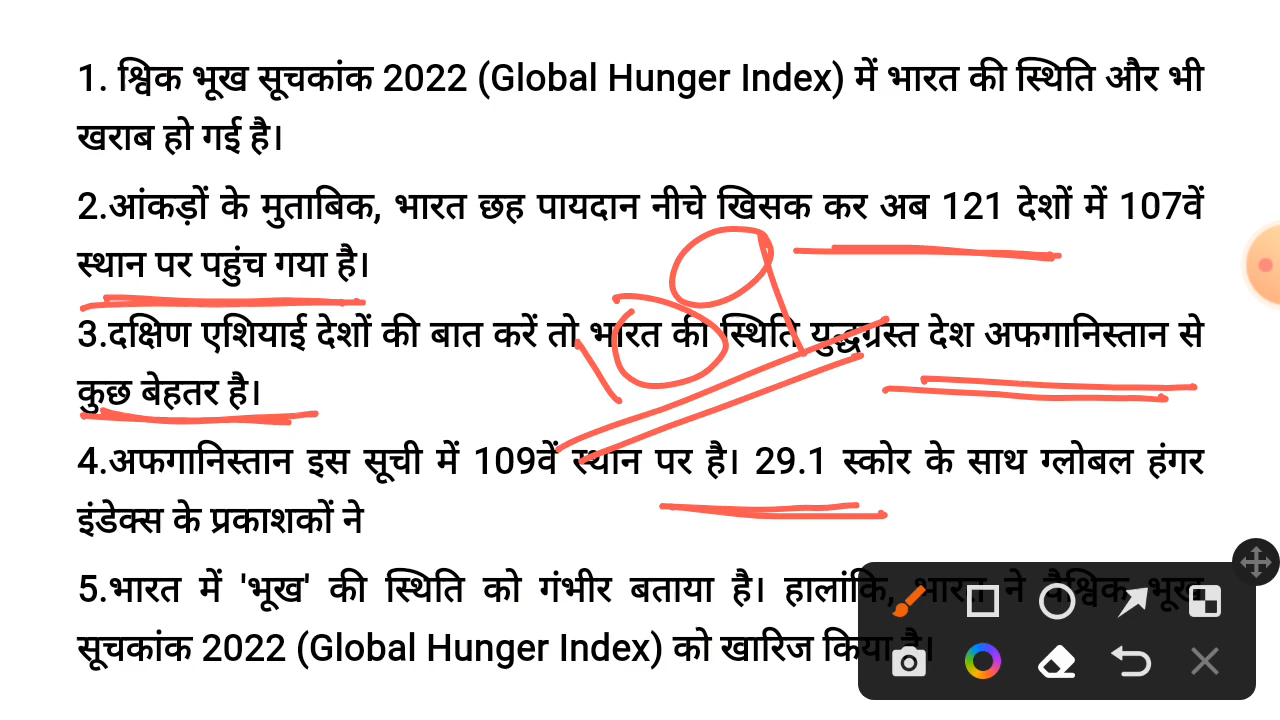 1. श्विक भूख सूचकांक 2022 (Global Hunger Index) में भारत की स्थिति और भी
खराब हो गई है।
2.आंकड़ों के मुताबिक, भारत छह पायदान नीचे खिसक कर अब 121 देशों में 107वें
स्थान पर पहुंच गया है।
3.दक्षिण एशियाई देशों की बात करें तो भारत की स्थिति युद्धग्रस्त देश अफगानिस्तान से
कुछ बेहतर है।
4.अफगानिस्तान इस सूची में 109वें स्थान पर है। 29.1 स्कोर के साथ ग्लोबल हंगर
इंडेक्स के प्रकाशकों ने
5.भारत में 'भूख' की स्थिति को गंभीर बताया है। हालांकि, भारत ने वैश्विक भूख
सूचकांक 2022 (Global Hunger Index) को खारिज किया है।